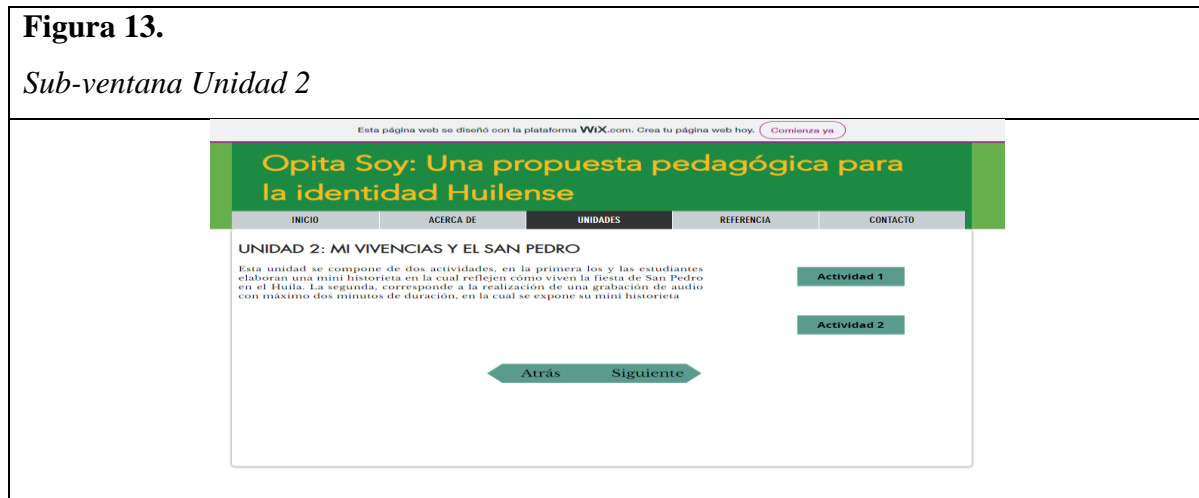 Figura 13.
Sub-ventana Unidad 2
Esta página web se diseñó con la plataforma WiX.com. Crea tu página web hoy. Comienza ya
Opita Soy: Una propuesta pedagógica para
la identidad Huilense
INICIO ACERCA DE UNIDADES REFERENCIA CONTACTO
UNIDAD 2: MI VIVENCIAS Y EL SAN PEDRO
Esta unidad se compone de dos actividades, en la primera los y las estudiantes
elaboran una mini historieta en la cual reflejen cómo viven la fiesta de San Pedro
en el Huila. La segunda, corresponde a la realización de una grabación de audio
con máximo dos minutos de duración, en la cual se expone su mini historieta
Actividad 1
Actividad 2
Atrás Siguiente